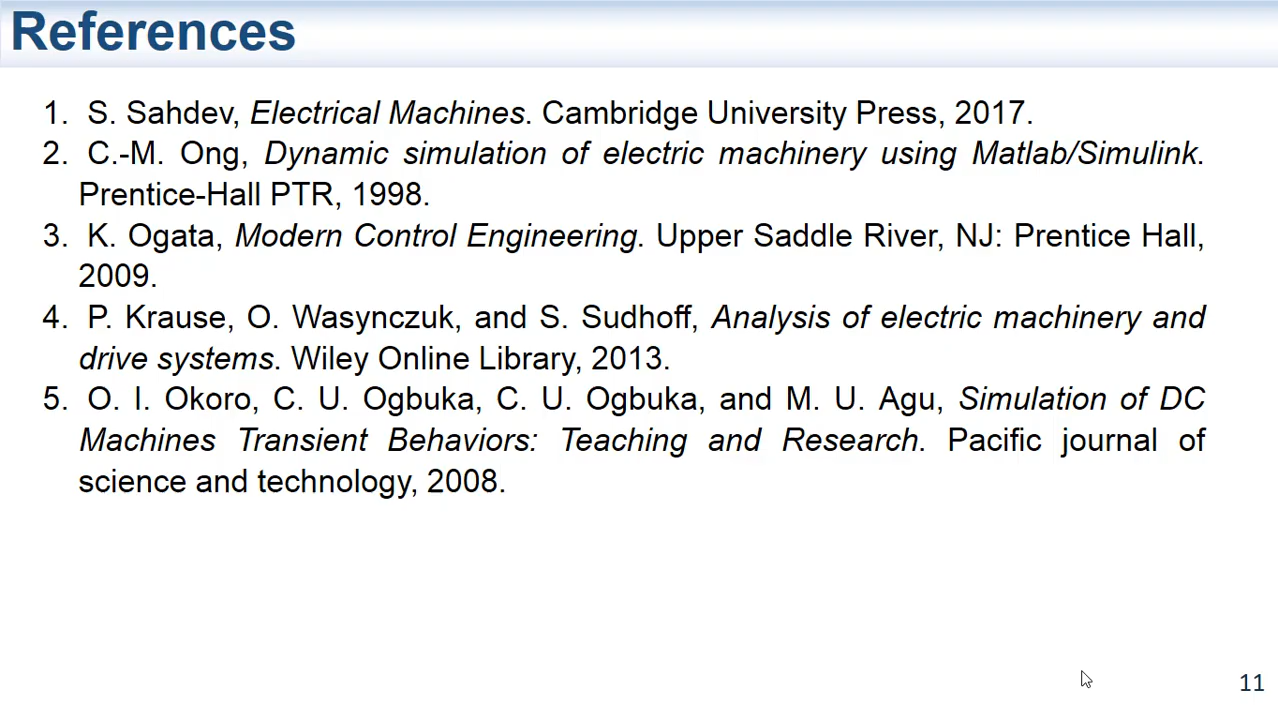 References
1. S. Sahdev, Electrical Machines. Cambridge University Press, 2017.
2. C.-M. Ong, Dynamic simulation of electric machinery using Matlab/Simulink.
Prentice-Hall PTR, 1998.
3. K. Ogata, Modern Control Engineering. Upper Saddle River, NJ: Prentice Hall,
2009.
4. P. Krause, O. Wasynczuk, and S. Sudhoff, Analysis of electric machinery and
drive systems. Wiley Online Library, 2013.
5. O. I. Okoro, C. U. Ogbuka, C. U. Ogbuka, and M. U. Agu, Simulation of DC
Machines Transient Behaviors: Teaching and Research. Pacific journal of
science and technology, 2008.
11